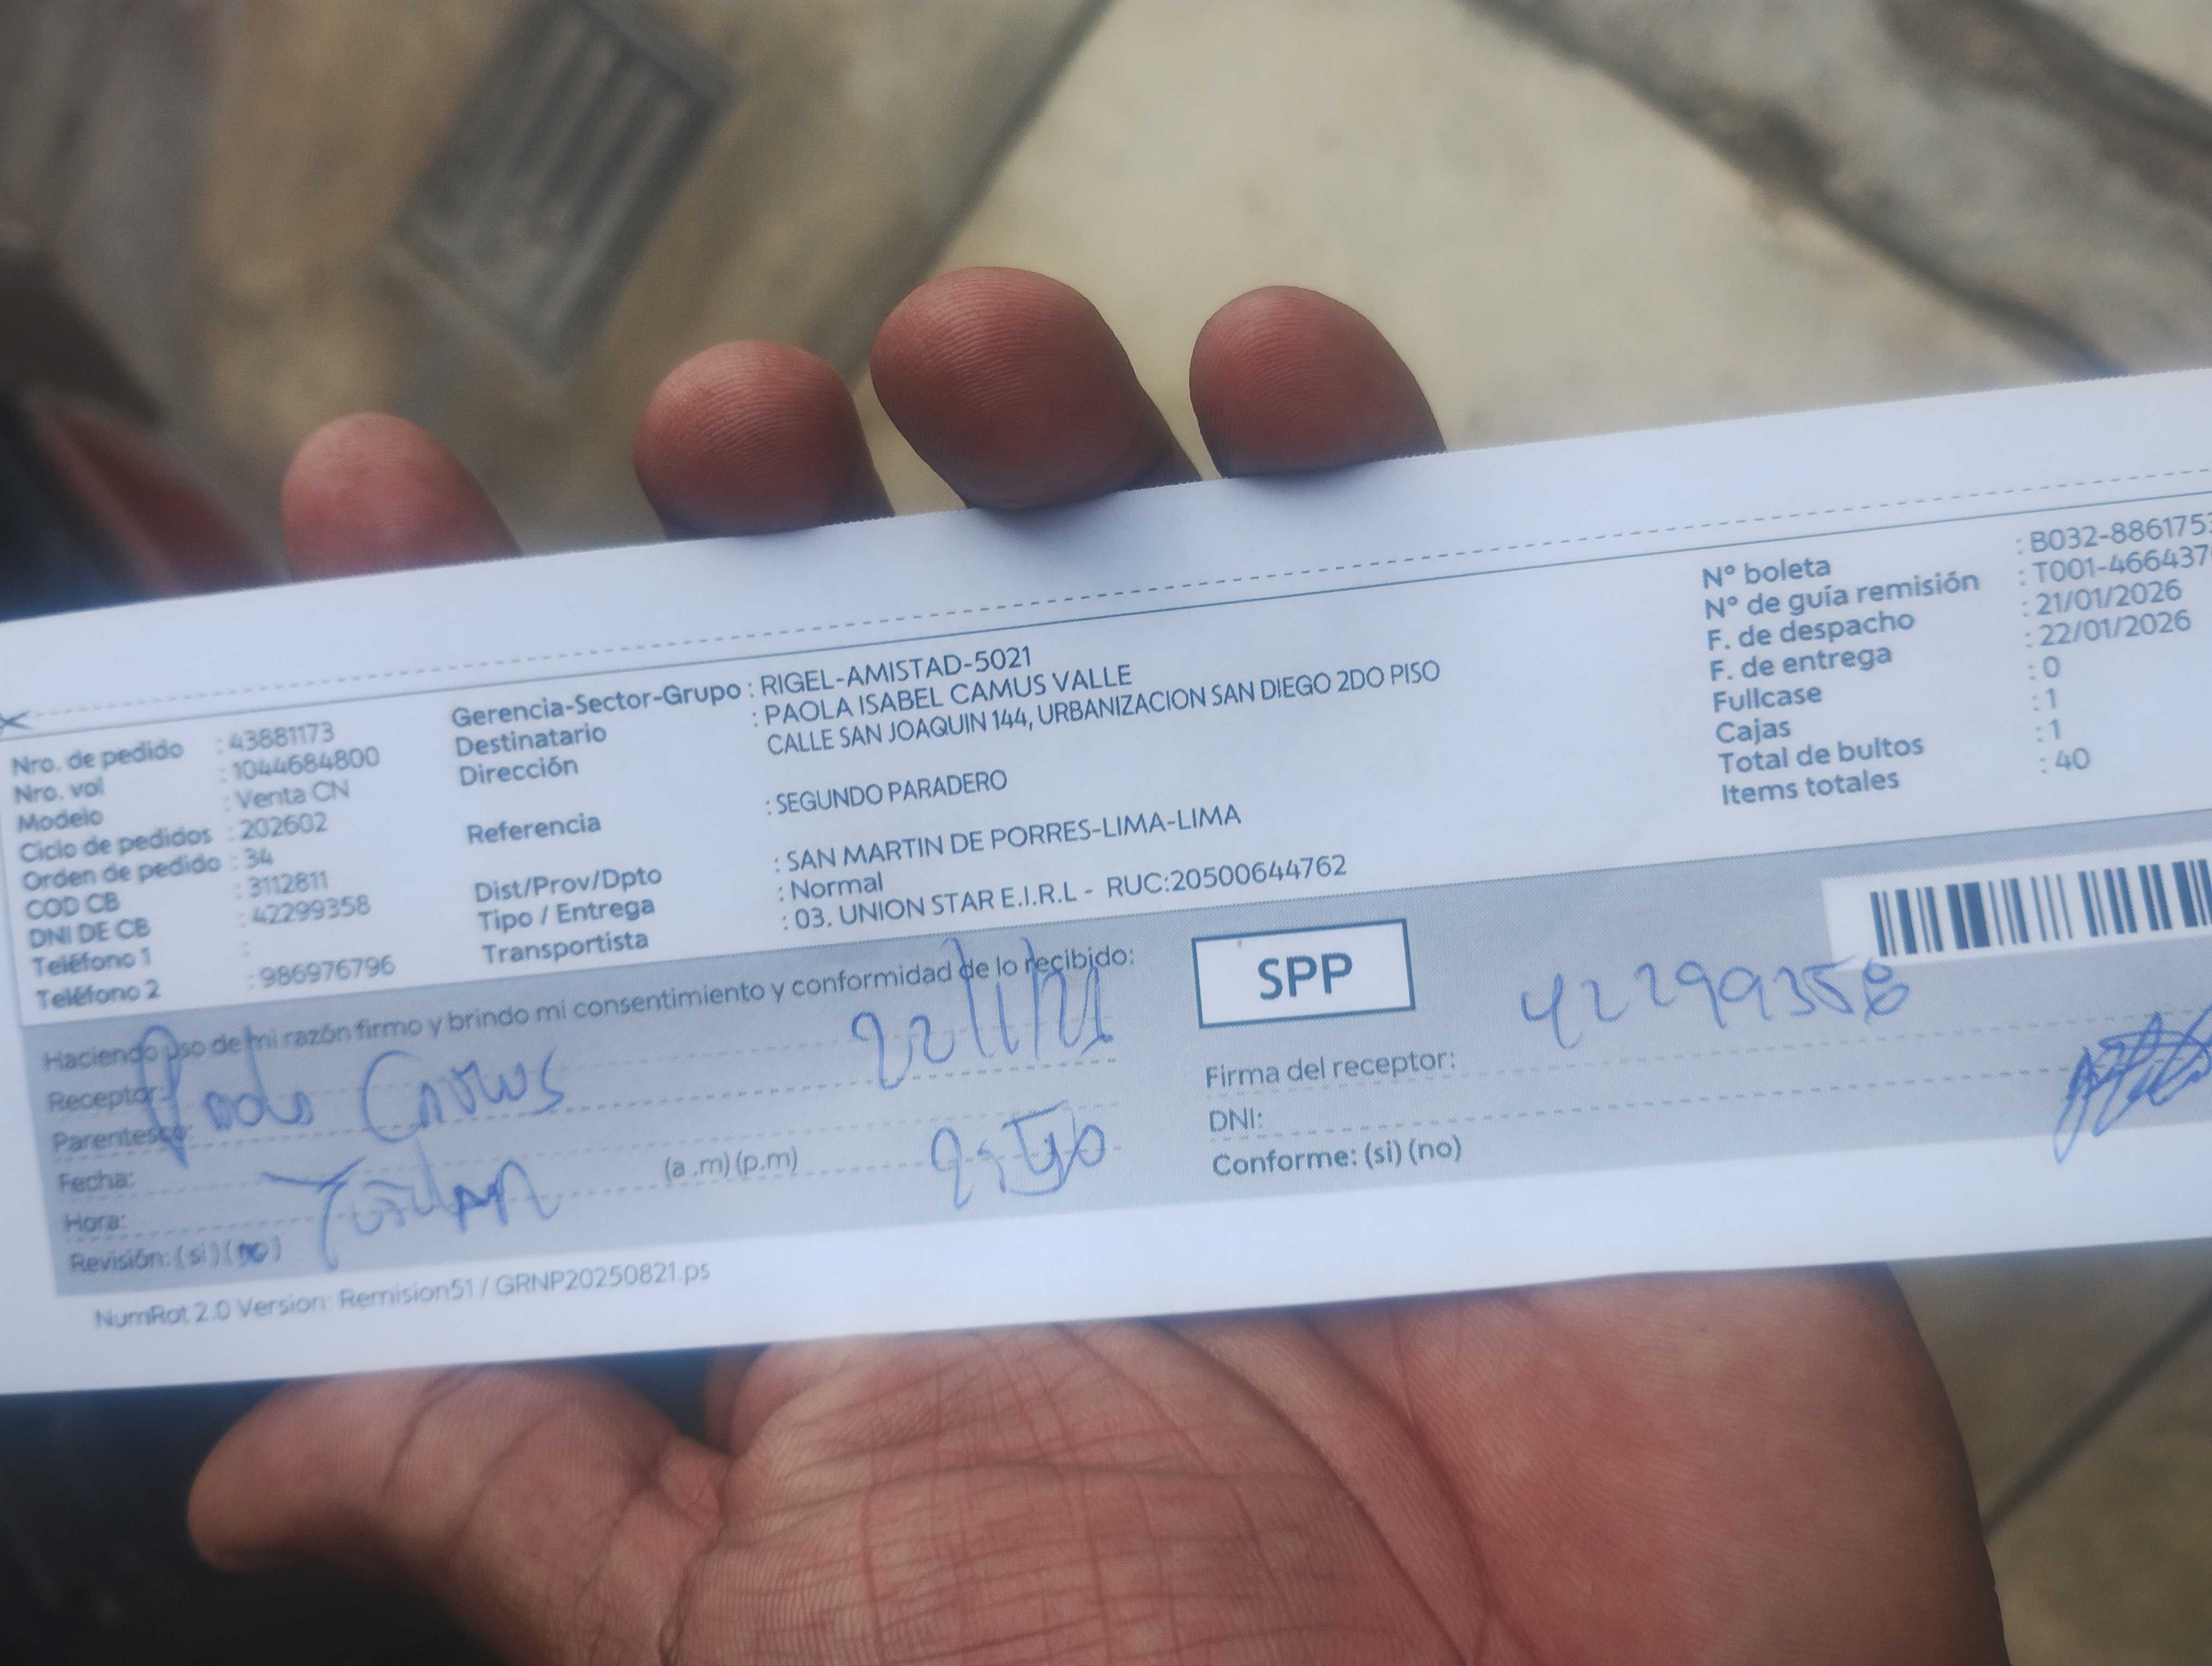 Nro. de pedido : 43881173
Nro. vol : 1044684800
Modelo : Venta CN
Ciclo de pedidos : 202602
Orden de pedido : 34
COD CB : 3112811
DNI DE CB : 42299358
Teléfono 1 :
Teléfono 2 : 986976796
Gerencia-Sector-Grupo : RIGEL-AMISTAD-5021
Destinatario : PAOLA ISABEL CAMUS VALLE
Dirección CALLE SAN JOAQUIN 144, URBANIZACION SAN DIEGO 2DO PISO
Referencia : SEGUNDO PARADERO
Dist/Prov/Dpto : SAN MARTIN DE PORRES-LIMA-LIMA
Tipo / Entrega : Normal
Transportista : 03. UNION STAR E.I.R.L - RUC:20500644762
N° boleta : B032-886175
N° de guía remisión : T001-466437
F. de despacho : 21/01/2026
F. de entrega : 22/01/2026
Fullcase : 0
Cajas : 1
Total de bultos : 1
Items totales : 40
Haciendo uso de mi razón firmo y brindo mi consentimiento y conformidad de lo recibido:
Receptor:
Parentesco:
Fecha:
Hora: (a .m) (p.m)
Revisión: (si) (no)
SPP
42299358
Firma del receptor:
DNI:
Conforme: (si) (no)
NumRot 2.0 Version: Remision51 / GRNP20250821.ps